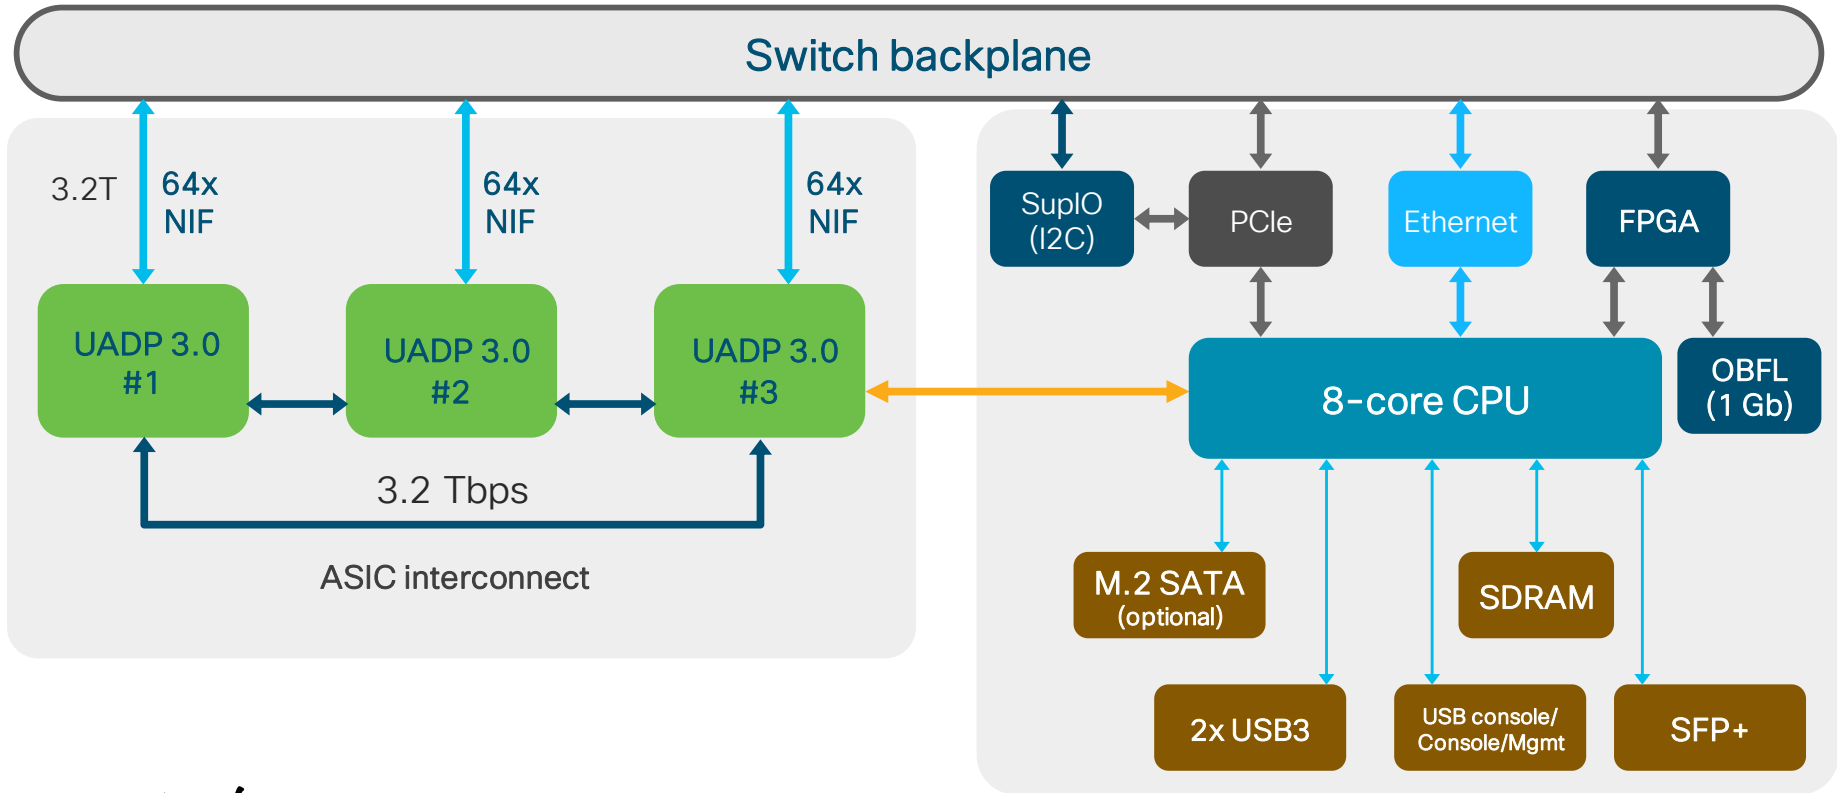 Switch backplane
3.2T
64x
NIF
64x
NIF
64x
NIF
UADP 3.0
#1
UADP 3.0
#2
UADP 3.0
#3
3.2 Tbps
ASIC interconnect
SupIO
(I2C)
PCIe
Ethernet
FPGA
8-core CPU
OBFL
(1 Gb)
M.2 SATA
(optional)
SDRAM
2x USB3
USB console/
Console/Mgmt
SFP+